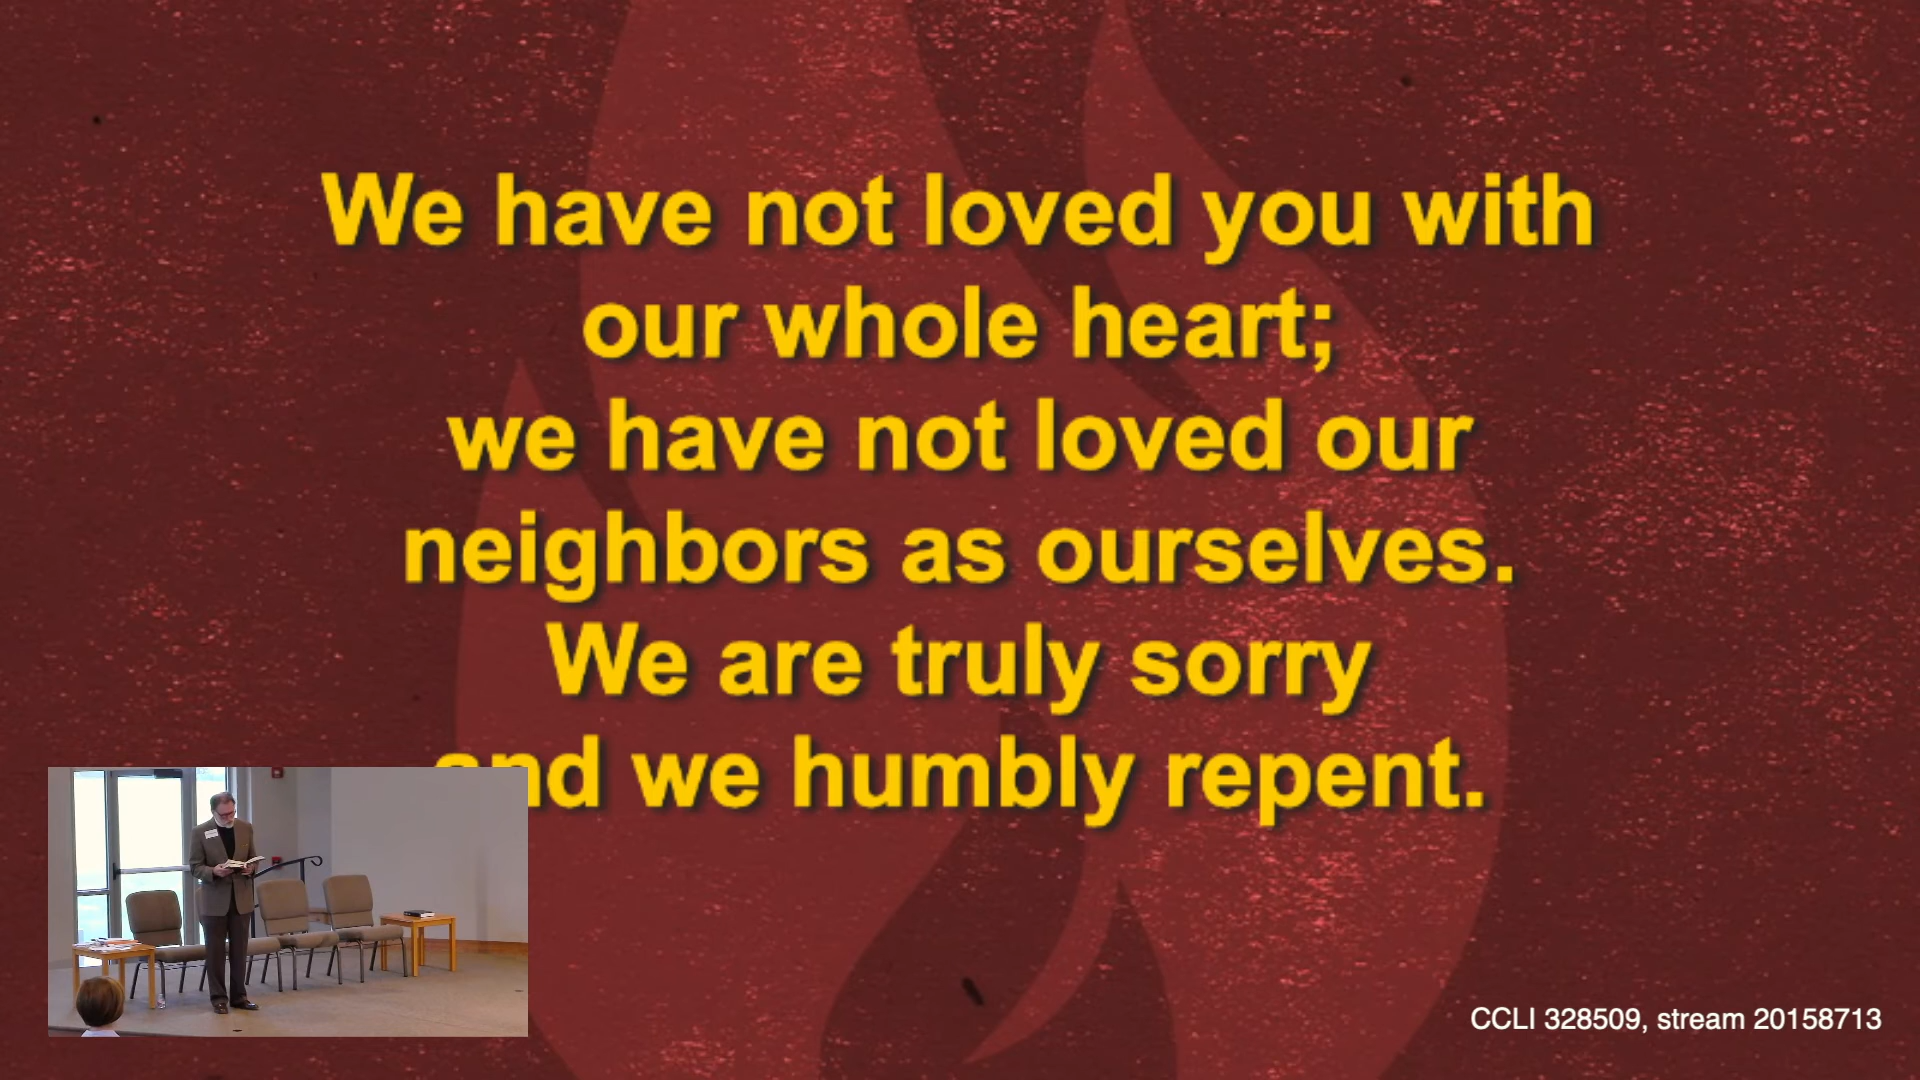 We have not loved you with
our whole heart;
we have not loved our
neighbors as ourselves.
We are truly sorry
and we humbly repent.
CCLI 328509, stream 20158713